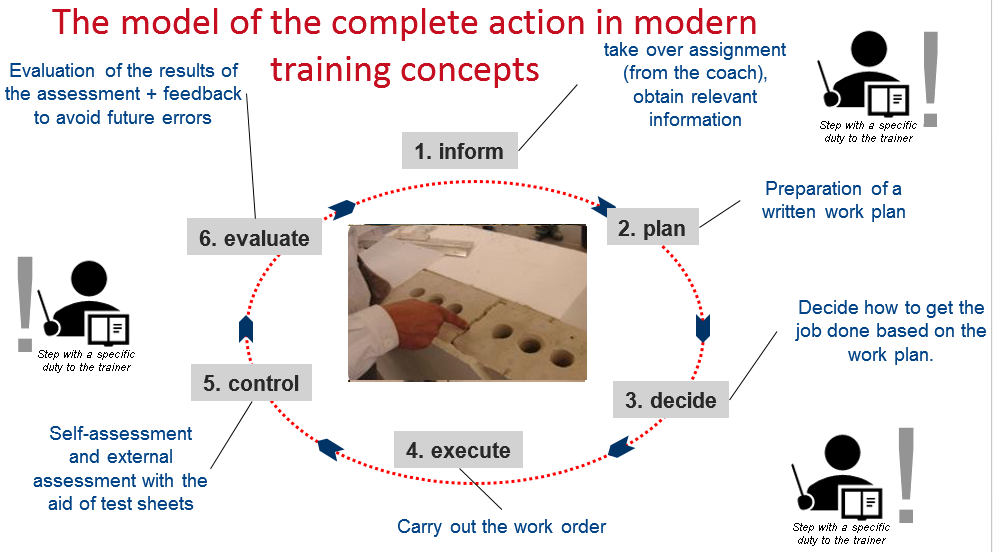 The model of the complete action in modern
training concepts
take over assignment
(from the coach),
obtain relevant
information
Step with a specific
duty to the trainer
Evaluation of the results of
the assessment + feedback
to avoid future errors
1. inform
Preparation of a
written work plan
2. plan
6. evaluate
Step with a specific
duty to the trainer
Decide how to get the
job done based on the
work plan.
5. control
3. decide
Self-assessment
and external
assessment with the
aid of test sheets
4. execute
Carry out the work order
Step with a specific
duty to the trainer